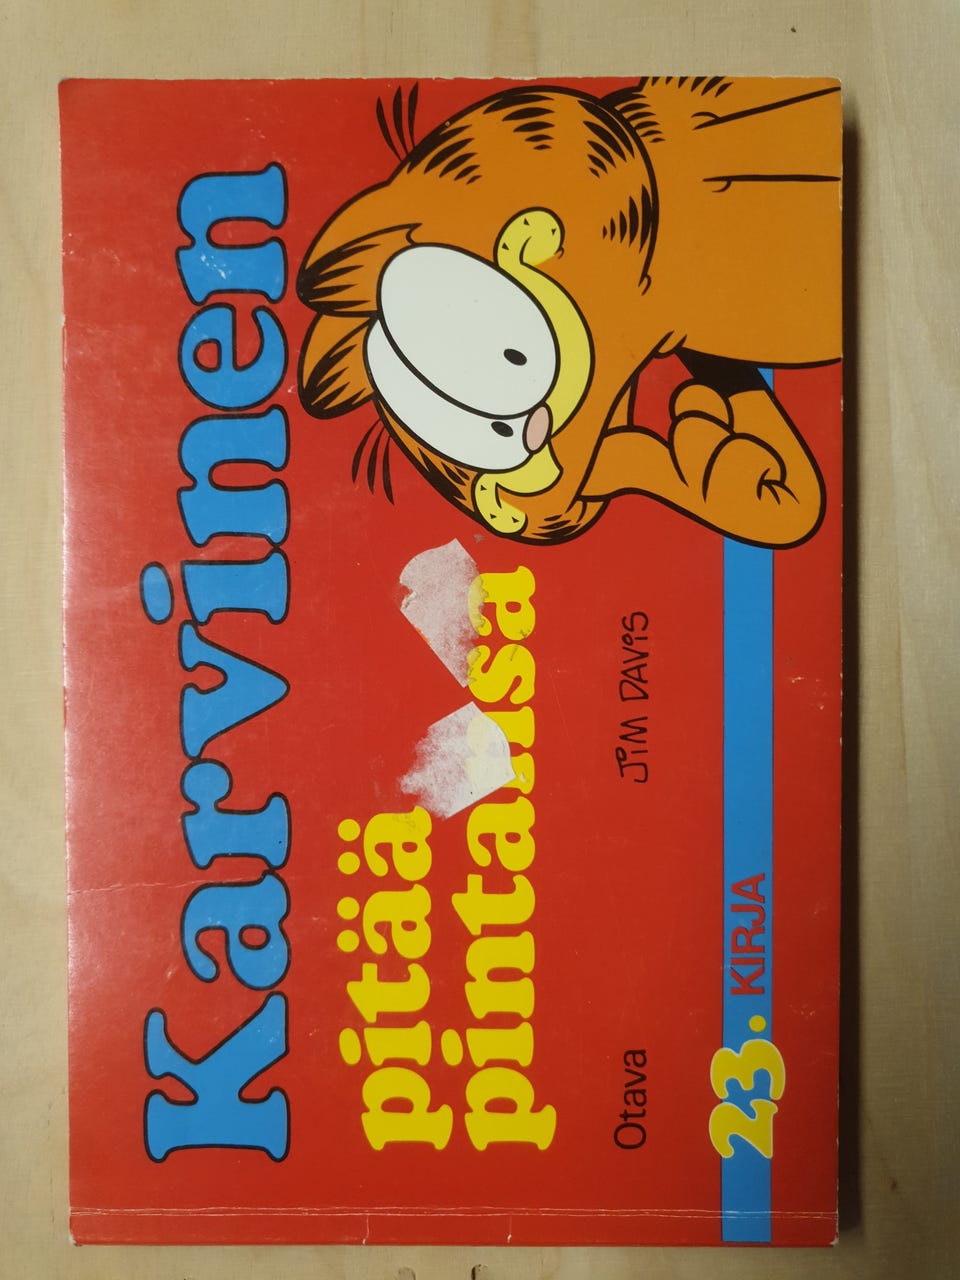 Karvinen
pitää
pintansa
JIM DAVIS
Otava
23. KIRJA